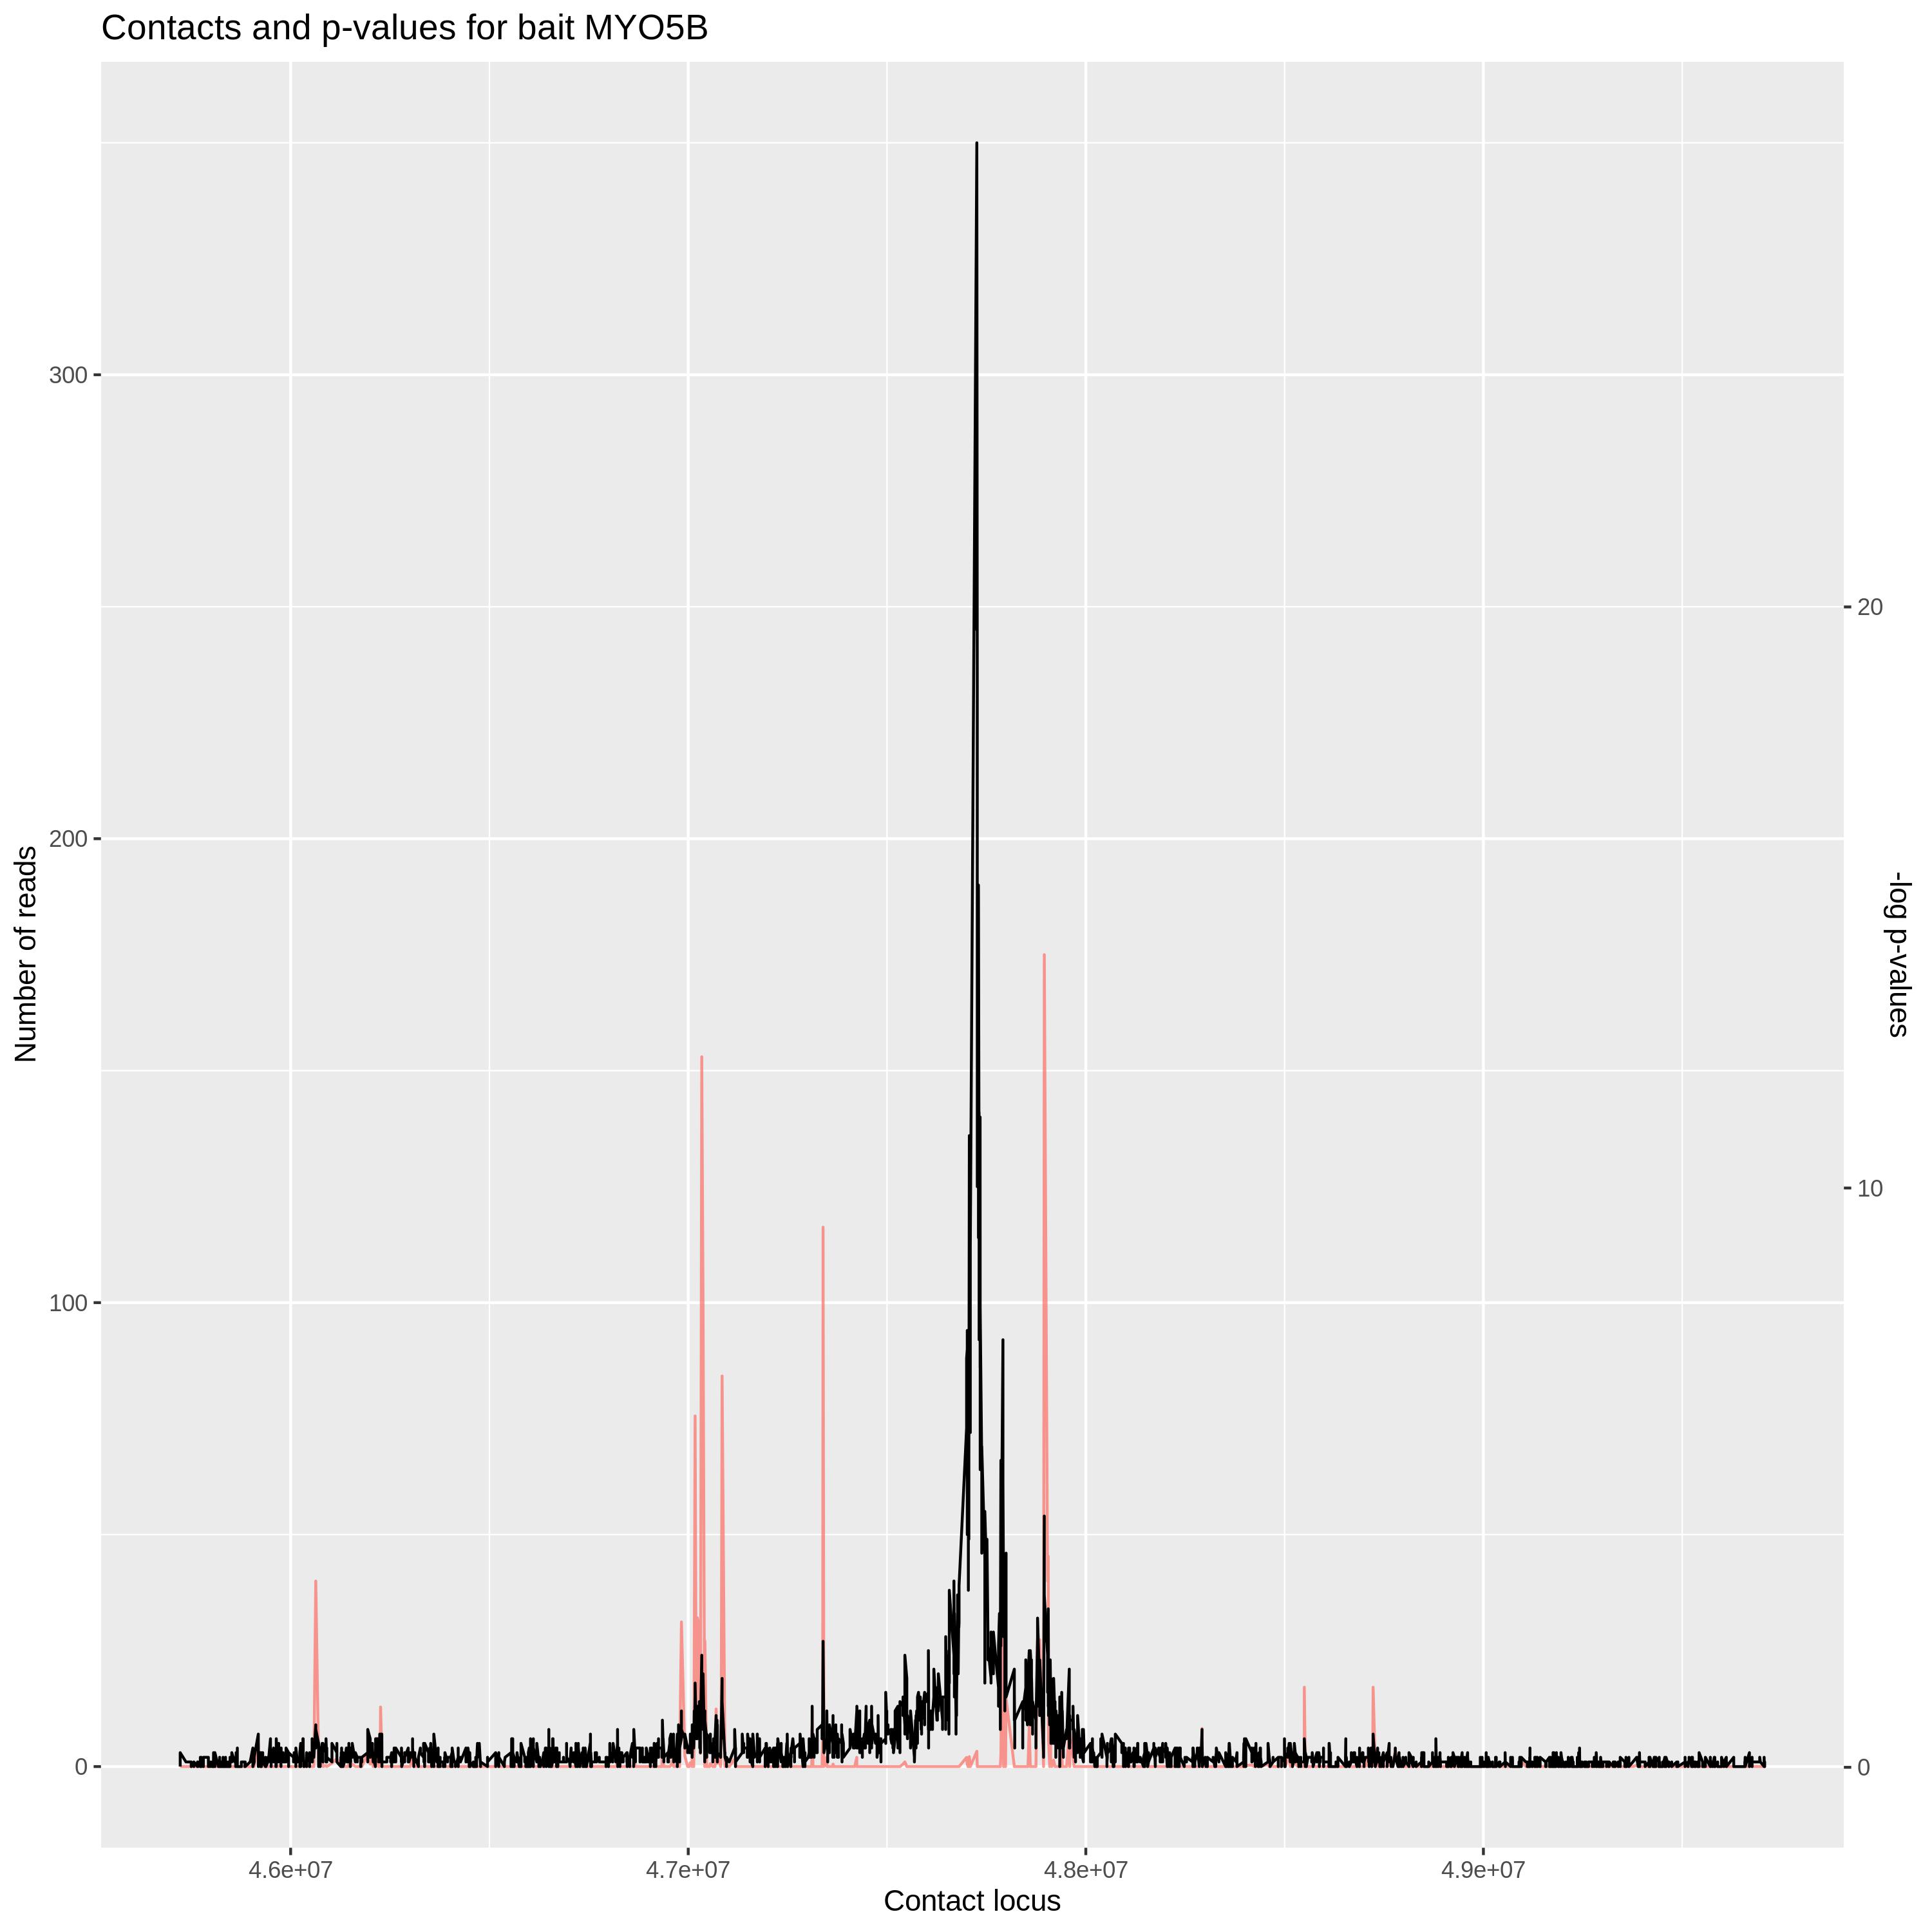 Contacts and p-values for bait MYO5B
Number of reads
300
200
100
0
20
10
0
-log p-values
4.6e+07
4.7e+07
4.8e+07
4.9e+07
Contact locus